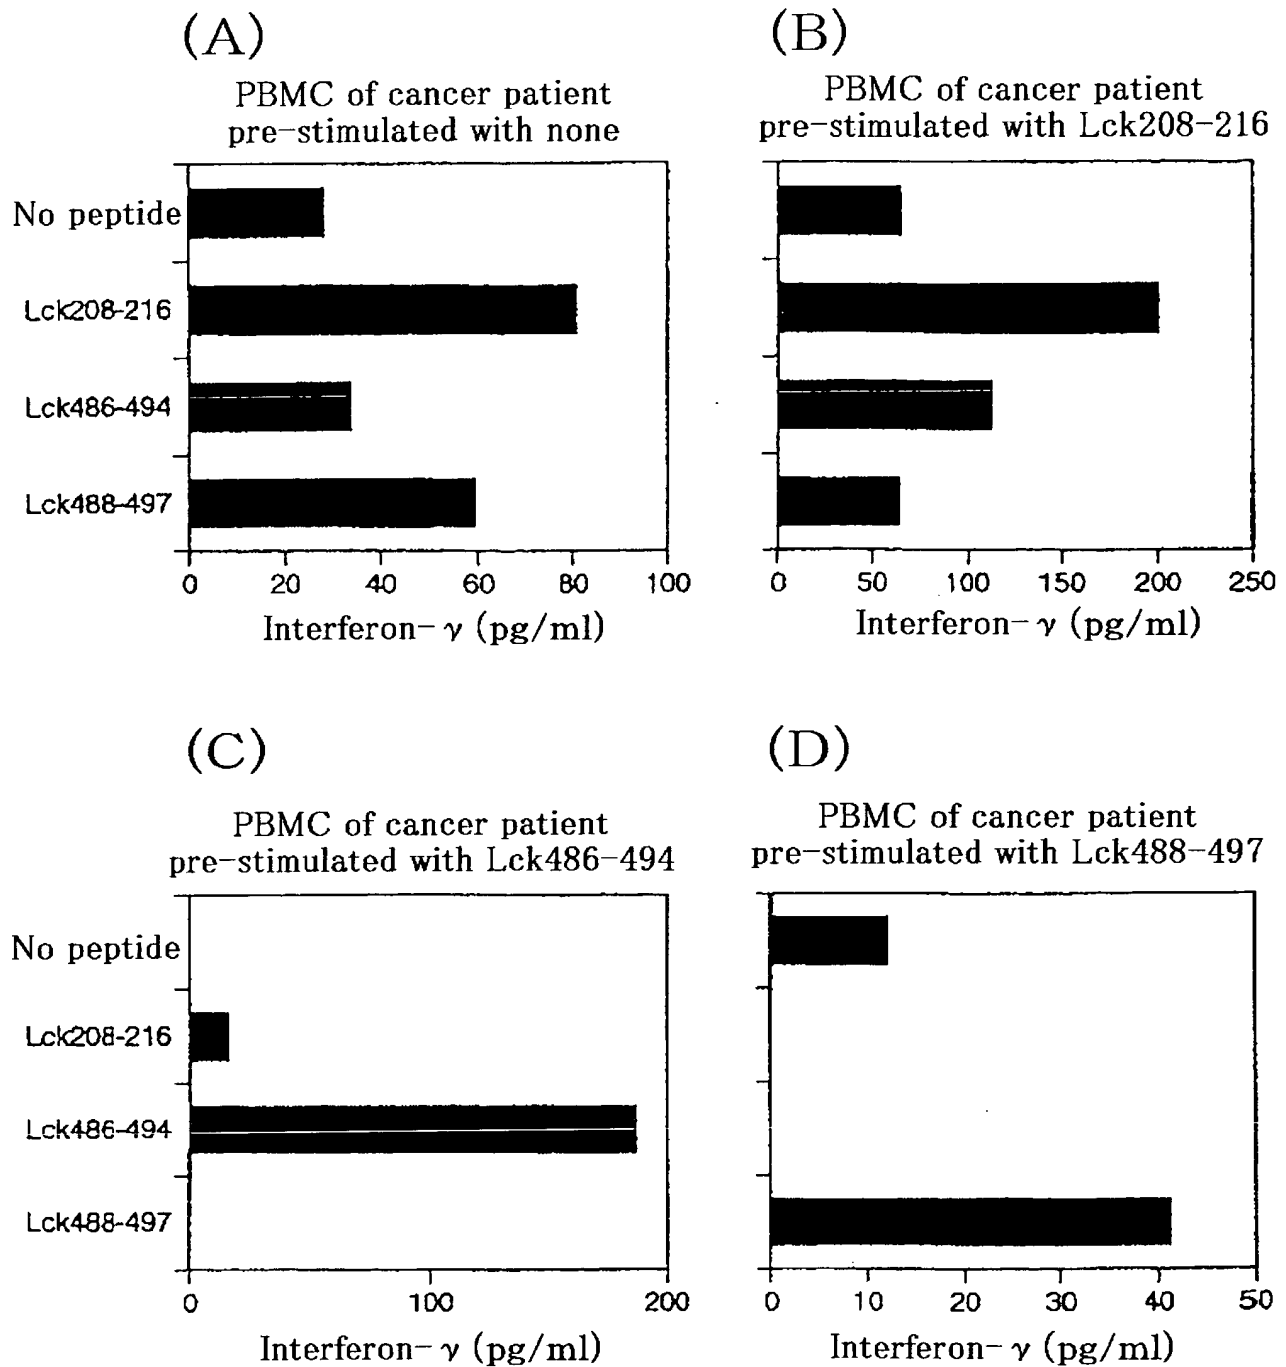 (A)
PBMC of cancer patient
pre-stimulated with none
No peptide
Lck208-216
Lck486-494
Lck488-497
0 20 40 60 80 100
Interferon- γ (pg/ml)
(B)
PBMC of cancer patient
pre-stimulated with Lck208-216
0 50 100 150 200 250
Interferon- γ (pg/ml)
(C)
PBMC of cancer patient
pre-stimulated with Lck486-494
No peptide
Lck208-216
Lck486-494
Lck488-497
0 100 200
Interferon- γ (pg/ml)
(D)
PBMC of cancer patient
pre-stimulated with Lck488-497
0 10 20 30 40 50
Interferon- γ (pg/ml)